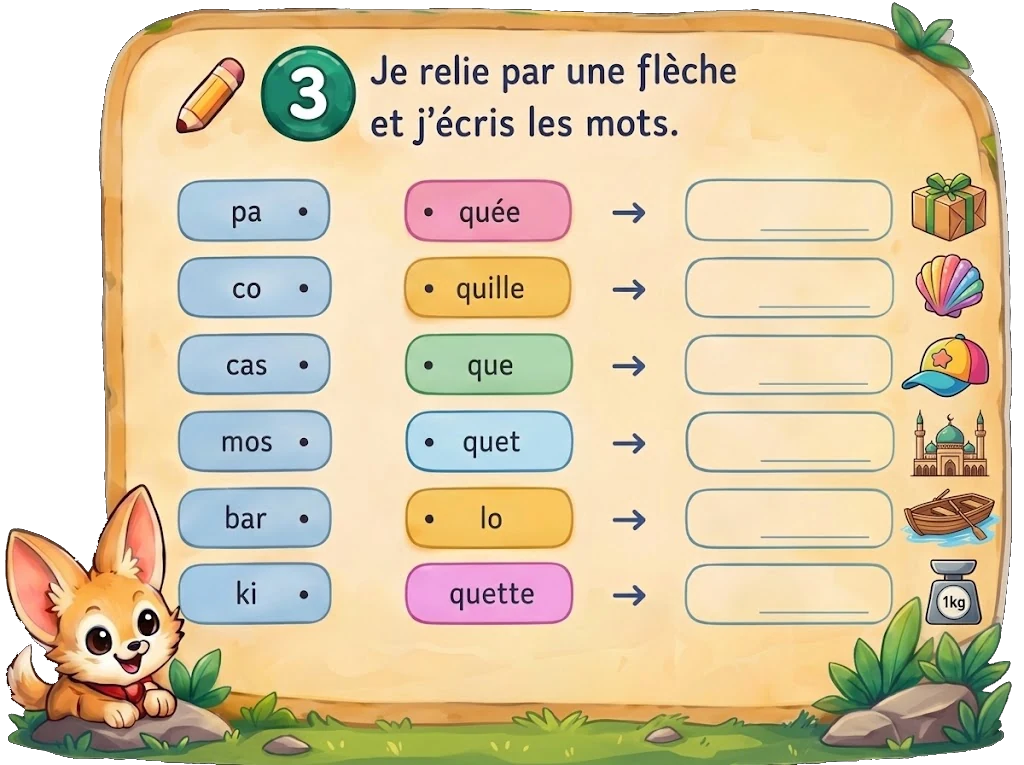 3
Je relie par une flèche
et j'écris les mots.
pa • • quée →
co • • quille →
cas • • que →
mos • • quet →
bar • • lo →
ki • quette →
1kg